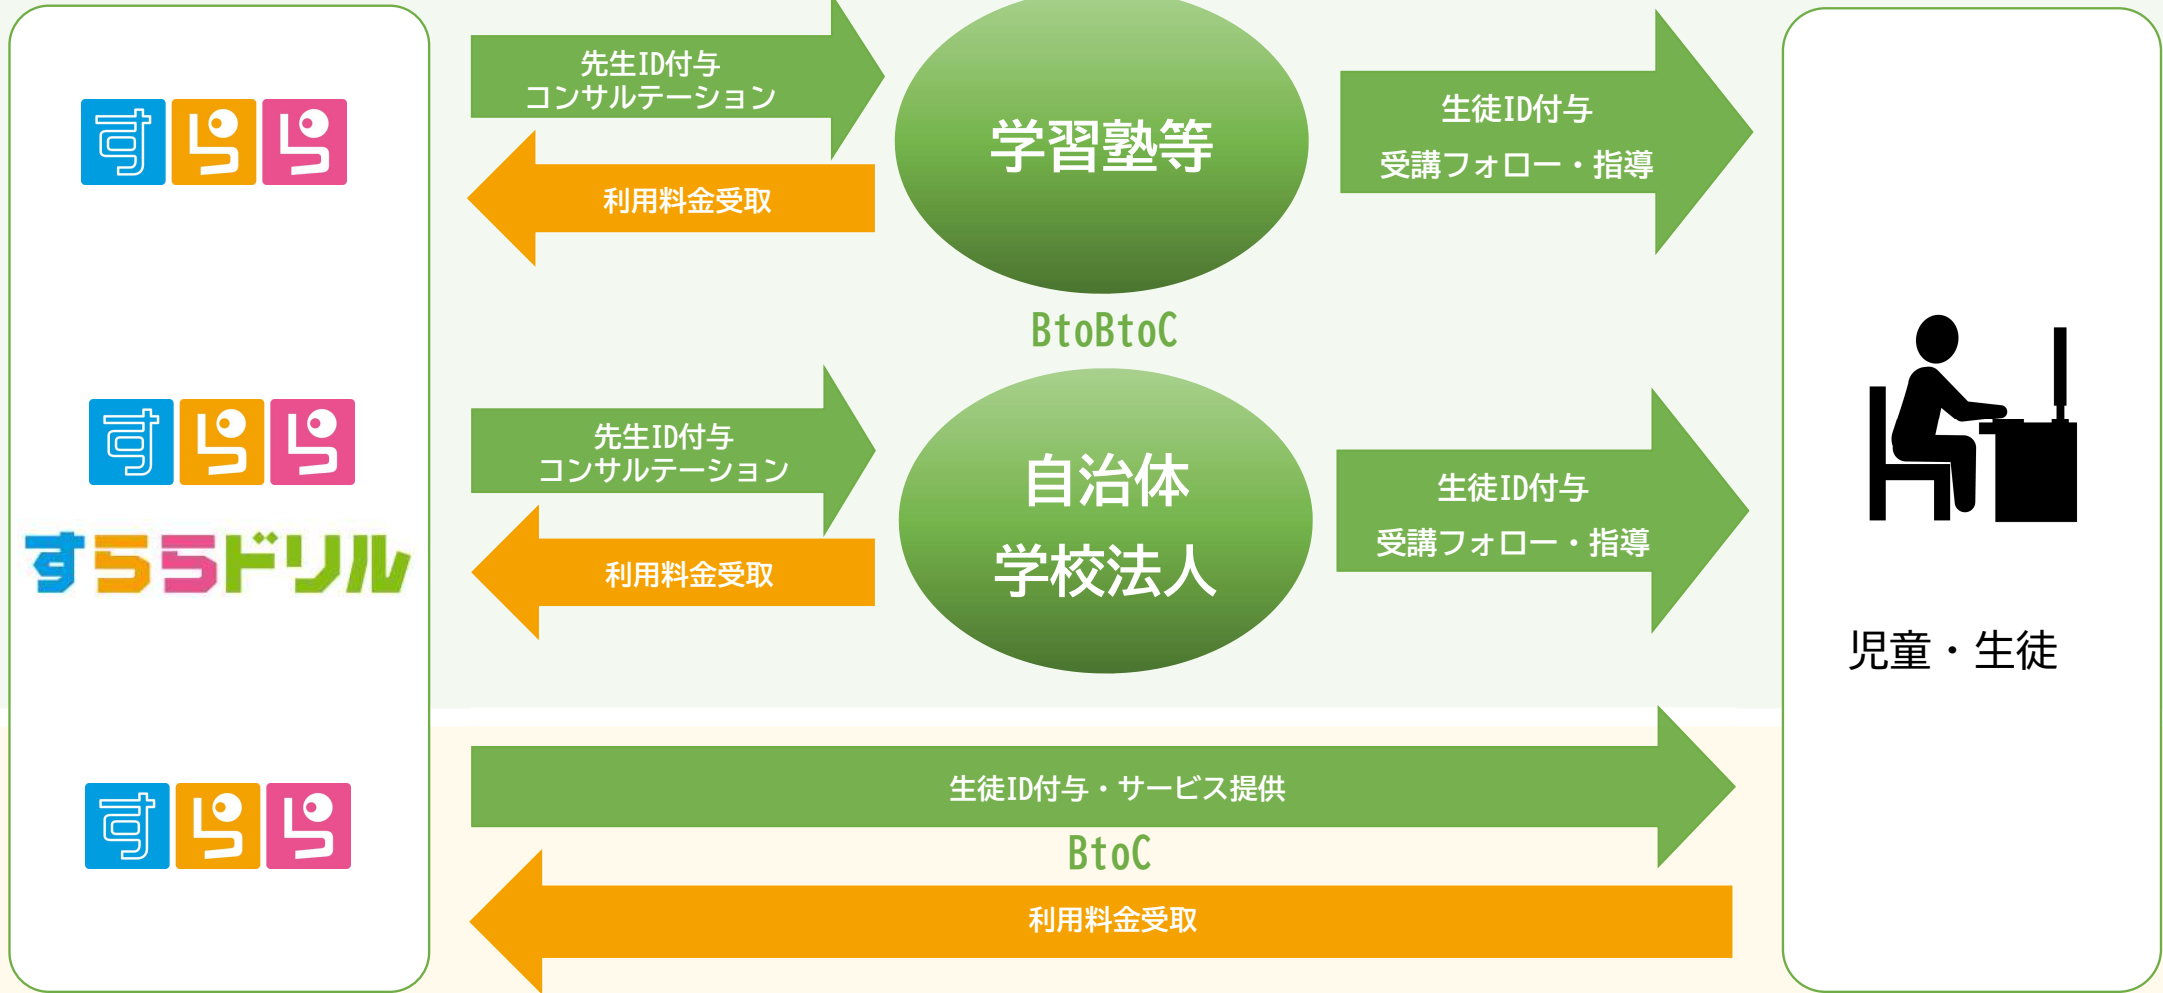 すらら
先生ID付与
コンサルテーション
利用料金受取
学習塾等
生徒ID付与
受講フォロー・指導
BtoBtoC
すらら
すららドリル
先生ID付与
コンサルテーション
利用料金受取
自治体
学校法人
生徒ID付与
受講フォロー・指導
児童・生徒
すらら
生徒ID付与・サービス提供
BtoC
利用料金受取